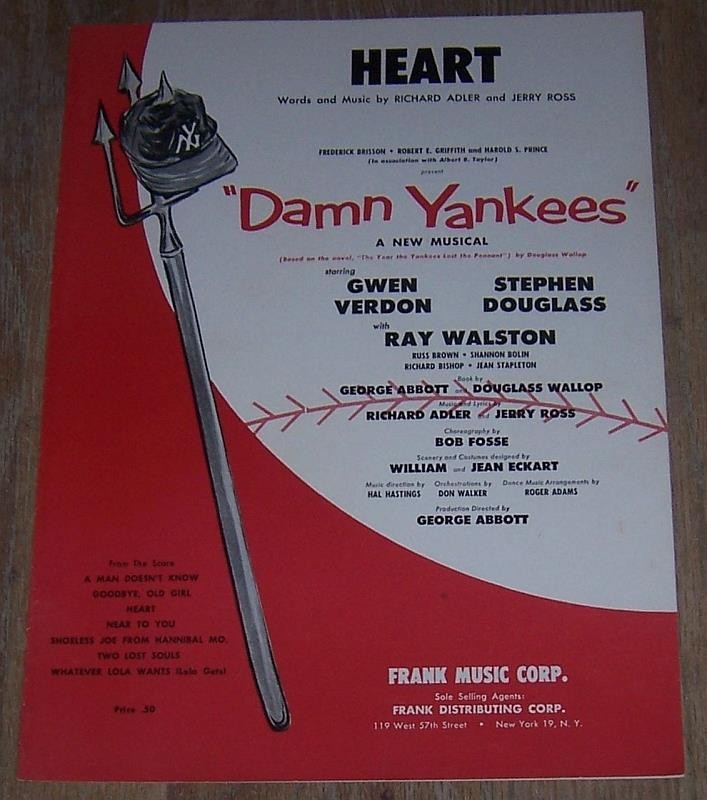 HEART
Words and Music by RICHARD ADLER and JERRY ROSS
FREDERICK BRISSON • ROBERT E. GRIFFITH and HAROLD S. PRINCE
(In association with Albert B. Taylor)
present
"Damn Yankees"
A NEW MUSICAL
(Based on the novel, "The Year the Yankees Lost the Pennant") by Douglass Wallop
starring
GWEN VERDON
STEPHEN DOUGLASS
with
RAY WALSTON
RUSS BROWN • SHANNON BOLIN
RICHARD BISHOP • JEAN STAPLETON
Book by
GEORGE ABBOTT and DOUGLASS WALLOP
Music and Lyrics by
RICHARD ADLER and JERRY ROSS
Choreography by
BOB FOSSE
Scenery and Costumes designed by
WILLIAM and JEAN ECKART
Music direction by
HAL HASTINGS
Orchestrations by
DON WALKER
Dance Music Arrangements by
ROGER ADAMS
Production Directed by
GEORGE ABBOTT
NY
From The Score
A MAN DOESN'T KNOW
GOODBYE, OLD GIRL
HEART
NEAR TO YOU
SHOELESS JOE FROM HANNIBAL MO.
TWO LOST SOULS
WHATEVER LOLA WANTS (Lola Gets)
Price .50
FRANK MUSIC CORP.
Sole Selling Agents:
FRANK DISTRIBUTING CORP.
119 West 57th Street • New York 19, N. Y.